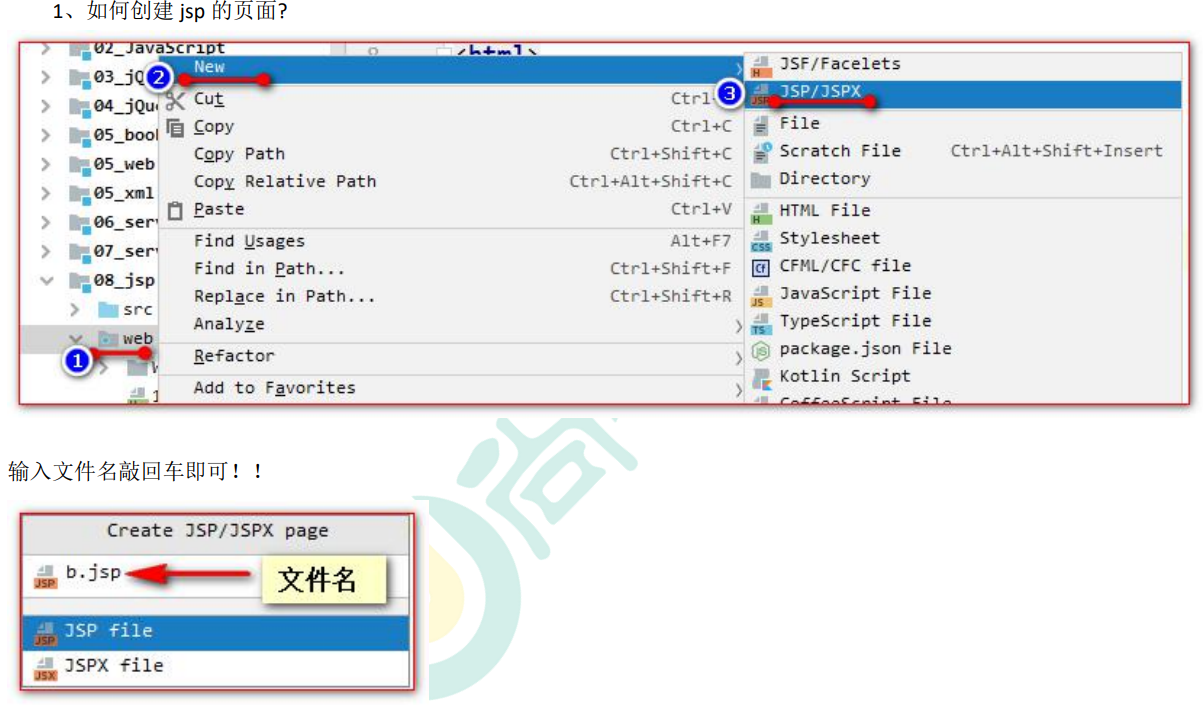 1、如何创建 jsp 的页面?
02_JavaScript
<html>
New
JSF/Facelets
03_jQ
2
Cut
Ctrl+
3
JSP/JSPX
04_jQue
Copy
Ctrl+C
File
05_book
Copy Path
Ctrl+Shift+C
Scratch File Ctrl+Alt+Shift+Insert
05_web
Copy Relative Path
Ctrl+Alt+Shift+C
Directory
05_xml
Paste
Ctrl+V
HTML File
06_ser
Find Usages
Alt+F7
Stylesheet
07_ser
Find in Path...
Ctrl+Shift+F
CFML/CFC file
08_jsp
Replace in Path...
Ctrl+Shift+R
JavaScript File
src
Analyze
TypeScript File
web
1
Refactor
package.json File
Kotlin Script
Add to Favorites
CoffeeScript File
输入文件名敲回车即可！！
Create JSP/JSPX page
b.jsp
文件名
JSP file
JSPX file